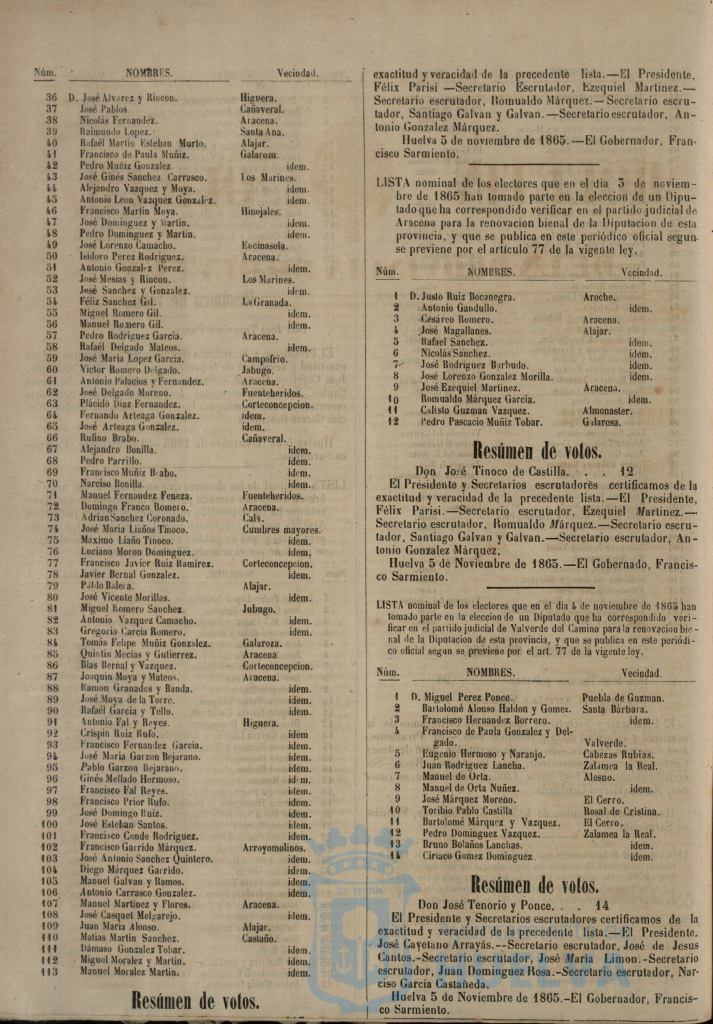 Núm. NOMBRES. Vecindad.
36 D. José Alvarez y Rincon. Higuera.
37 José Pablos. Cañaveral.
38 Nicolás Fernandez. Aracena.
39 Raimundo Lopez. Santa Ana.
40 Rafael Martin Esteban Murto. Alajar.
41 Francisco de Paula Muñiz. Galaroza.
42 Pedro Muñiz Gonzalez idem.
43 José Ginés Sanchez Carrasco. Los Marines.
44 Alejandro Vazquez y Moya. idem.
45 Antonio Leon Vazquez Gonzalez. idem.
46 Francisco Martin Moya. Hinojales.
47 José Dominguez y Martin. idem.
48 Pedro Dominguez y Martin. idem.
49 José Lorenzo Camacho. Encinasola.
50 Isidoro Perez Rodriguez. Aracena.
51 Antonio Gonzalez Perez. idem.
52 José Mesias y Rincon. Los Marines.
53 José Sanchez y Gonzalez. idem.
54 Féliz Sanchez Gil. La Granada.
55 Miguel Romero Gil. idem.
56 Manuel Romero Gil. idem.
57 Pedro Rodriguez Garcia. Aracena.
58 Rafael Delgado Mateos. idem.
59 José Maria Lopez Garcia. Campofrio.
60 Victor Romero Delgado. Jabugo.
61 Antonio Palacios y Fernandez. Aracena.
62 José Delgado Moreno. Fuenteheridos.
63 Plácido Diaz Fernandez. Corteconcepcion.
64 Fernando Arteaga Gonzalez. idem.
65 José Arteaga Gonzalez. idem.
66 Rufino Brabo. Cañaveral.
67 Alejandro Bonilla. idem.
68 Pedro Parrillo. idem.
69 Francisco Muñiz Brabo. idem.
70 Narciso Bonilla. idem.
71 Manuel Fernandez Feneza. Fuenteheridos.
72 Domingo Franco Romero. Aracena.
73 Adrian Sanchez Coronado. Cala.
74 José Maria Liaños Tinoco. Cumbres mayores.
75 Maximo Liaño Tinoco. idem.
76 Luciano Moron Dominguez. idem.
77 Francisco Javier Ruiz Ramirez. Corteconcepcion.
78 Javier Bernal Gonzalez. idem.
79 Pablo Balera. Alajar.
80 José Vicente Morillas. idem.
81 Miguel Romero Sanchez. Jubugo.
82 Antonio Vazquez Camacho. idem.
83 Gregoria Garcia Romero. idem.
84 Tomás Felipe Muñiz Gonzalez. Galaroza.
85 Quintin Mecias y Gutierrez. Aracena
86 Blas Bernal y Vazquez. Corteconcepcion.
87 Joaquin Moya y Mateos. Aracena.
88 Ramon Granados y Banda. idem.
89 José Moya de la Torre. idem.
90 Rafaél Garcia y Tello. idem.
91 Antonio Fal y Reyes. Higuera.
92 Crispin Ruiz Rufo. idem
93 Francisco Fernandez Garcia. idem.
94 José Maria Garzon Bejarano. idem.
95 Pablo Garzon Bejarano. idem.
96 Ginés Mellado Hermoso. idem.
97 Francisco Fal Reyes. idem.
98 Francisco Prior Rufo. idem.
99 José Domingo Ruiz. idem.
100 José Esteban Santos. idem.
101 Francisco Conde Rodriguez. idem.
102 Francisco Garrido Márquez. Arroyomolinos.
103 José Antonio Sanchez Quintero. idem.
104 Diego Márquez Garrido. idem.
105 Manuel Galvan y Ramos. idem.
106 Antonio Carrasco Gonzalez. idem.
107 Manuel Martinez y Flores. Aracena.
108 José Casquet Melgarejo. idem.
109 Juan Maria Alonso. Alajar.
110 Matias Martin Sanchez. Castaño.
111 Dámaso Gonzalez Tobar. idem.
112 Miguel Moralez y Martin. idem.
113 Manuel Moralez Martin. idem.
Resúmen de votos.
exactitud y veracidad de la precedente lista.—El Presidente,
Félix Parisi —Secretario Escrutador, Ezequiel Martinez.—
Secretario escrutador, Romualdo Márquez.—Secretario escru-
tador, Santiago Galvan y Galvan.—Secretario escrutador, An-
tonio Gonzalez Márquez.
Huelva 5 de noviembre de 1865.—El Gobernador, Fran-
cisco Sarmiento.
LISTA nominal de los electores que en el dia 3 de noviem-
bre de 1865 han tomado parte en la eleccion de un Dipu-
tado que ha correspondido verificar en el partido judicial de
Aracena para la renovacion bienal de la Diputacion de esta
provincia, y que se publica en este periódico oficial segun
se previene por el artículo 77 de la vigente ley.
Núm. NOMBRES. Vecindad.
1 D. Justo Ruiz Bocanegra. Aroche.
2 Antonio Gandullo. idem.
3 Cesáreo Romero. Aracena.
4 José Magallanes. Alajar.
5 Rafael Sanchez. idem.
6 Nicolás Sanchez. idem.
7 José Rodriguez Barbudo. idem.
8 José Lorenzo Gonzalez Morilla. idem.
9 José Ezequiel Martinez. Aracena.
10 Romualdo Márquez Garcia. idem.
11 Calisto Guzman Vazquez. Almonaster.
12 Pedro Pascacio Muñiz Tobar. Galarosa.
Resúmen de votos.
Don José Tinoco de Castilla. . . 12
El Presidente y Secretarios escrutadores certificamos de la
exactitud y veracidad de la precedente lista.—El Presidente,
Félix Parisi.—Secretario escrutador, Ezequiel Martinez.—
Secretario escrutador, Romualdo Márquez.—Secretario escru-
tador, Santiago Galvan y Galvan.—Secretario escrutador, An-
tonio Gonzalez Márquez,
Huelva 5 de Noviembre de 1865.—El Gobernado, Francis-
co Sarmiento.
LISTA nominal de los electores que en el dia 4 de noviembre de 1865 han
tomado parte en la eleccion de un Diputado que ha correspondido veri-
ficar en el partido judicial de Valverde del Camino para la renovacion bie-
nal de la Diputacion de esta provincia, y que se publica en este periódi-
co oficial segun se previene por el art. 77 de la vigente ley.
Núm. NOMBRES. Vecindad.
1 D. Miguel Perez Ponce. Puebla de Guzman.
2 Bartolomé Alonso Haldon y Gomez. Santa Bárbara.
3 Francisco Hernandez Borrero. idem.
4 Francisco de Paula Gonzalez y Del-
gado. Valverde.
5 Eugenio Hermoso y Naranjo. Cabezas Rubias.
6 Juan Rodriguez Lancha. Zalamea la Real.
7 Manuel de Orta. Alosno.
8 Manuel de Orta Nuñez. idem.
9 José Márquez Moreno. El Cerro.
10 Toribio Pablo Castilla Rosal de Cristina.
11 Bartolomé Márquez y Vazquez. El Cerro.
12 Pedro Dominguez Vazquez. Zalamea la Real.
13 Bruno Bolaños Lanchas. idem.
14 Ciriaco Gomez Dominguez idem.
Resúmen de votos.
Don José Tenorio y Ponce. . . 14
El Presidente y Secretarios escrutadores certificamos de la
exactitud y veracidad de la precedente lista.—El Presidente,
José Cayetano Arrayás.--Secretario escrutador, José de Jesus
Cantos.-Secretario escrutador, José Maria Limon.-Secretario
escrutador, Juan Dominguez Rosa.-Secretario escrutador, Nar-
ciso García Castañeda.
Huelva 5 de Noviembre de 1865.-El Gobernador, Francis-
co Sarmiento.